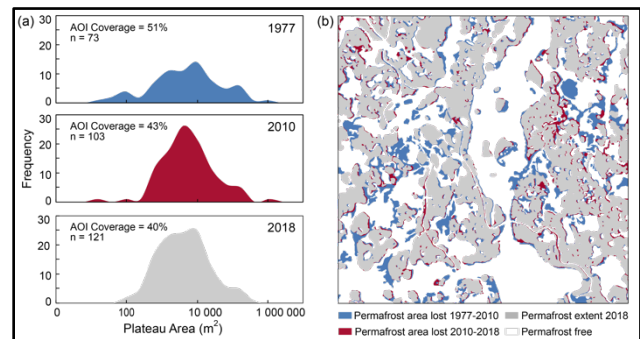 (a)
30
20
10
0
AOI Coverage = 51%
n = 73
1977
30
20
10
0
AOI Coverage = 43%
n = 103
2010
30
20
10
0
AOI Coverage = 40%
n = 121
2018
Frequency
0 100 10 000 1 000 000
Plateau Area (m²)
(b)
Permafrost area lost 1977-2010
Permafrost extent 2018
Permafrost area lost 2010-2018
Permafrost free